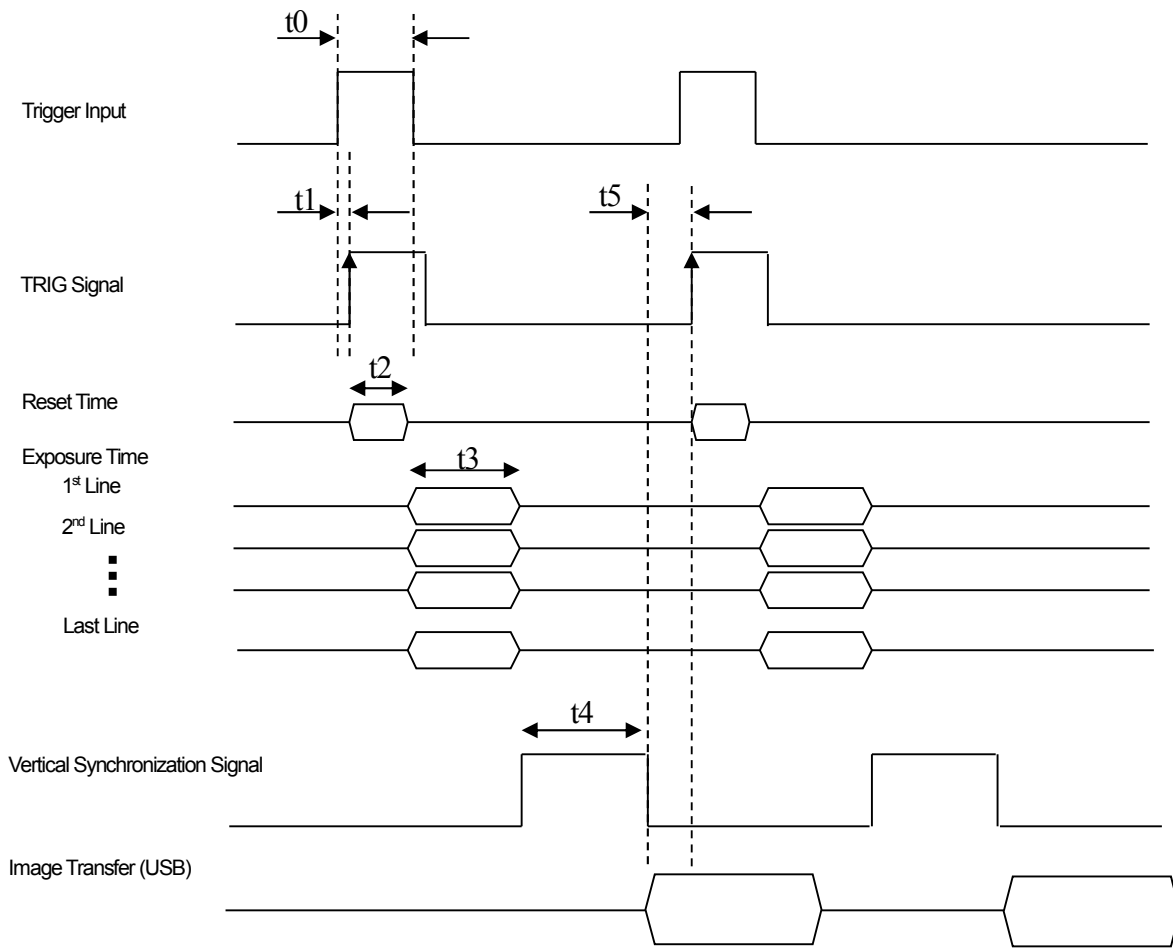 t0
Trigger Input
t1
t5
TRIG Signal
t2
Reset Time
Exposure Time
t3
1st Line
2nd Line
Last Line
t4
Vertical Synchronization Signal
Image Transfer (USB)